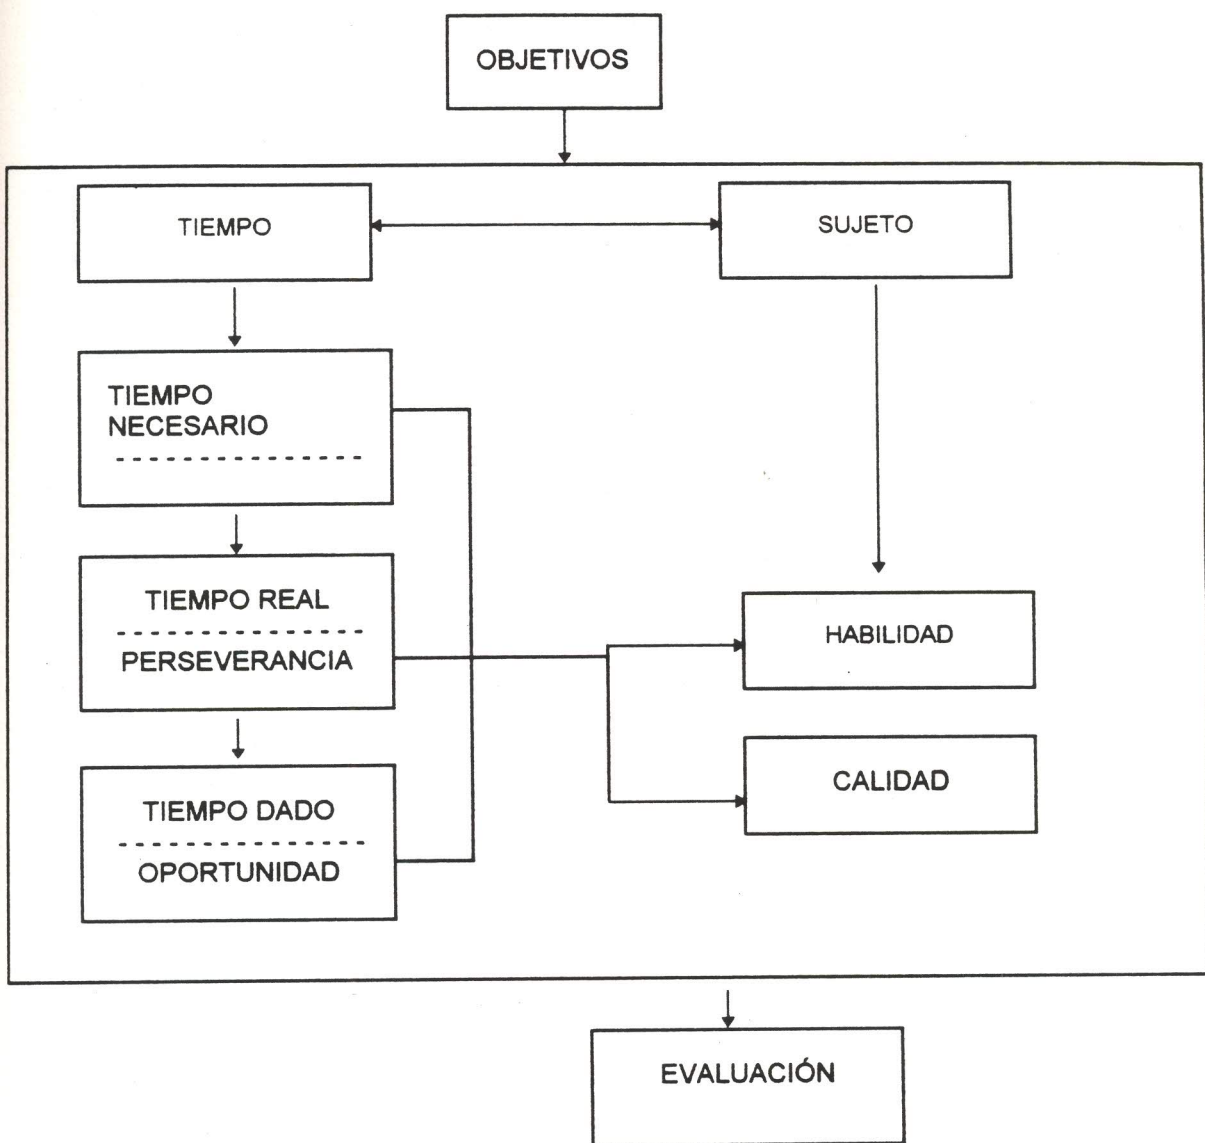 OBJETIVOS
TIEMPO
SUJETO
TIEMPO
NECESARIO
TIEMPO REAL
PERSEVERANCIA
HABILIDAD
TIEMPO DADO
OPORTUNIDAD
CALIDAD
EVALUACIÓN